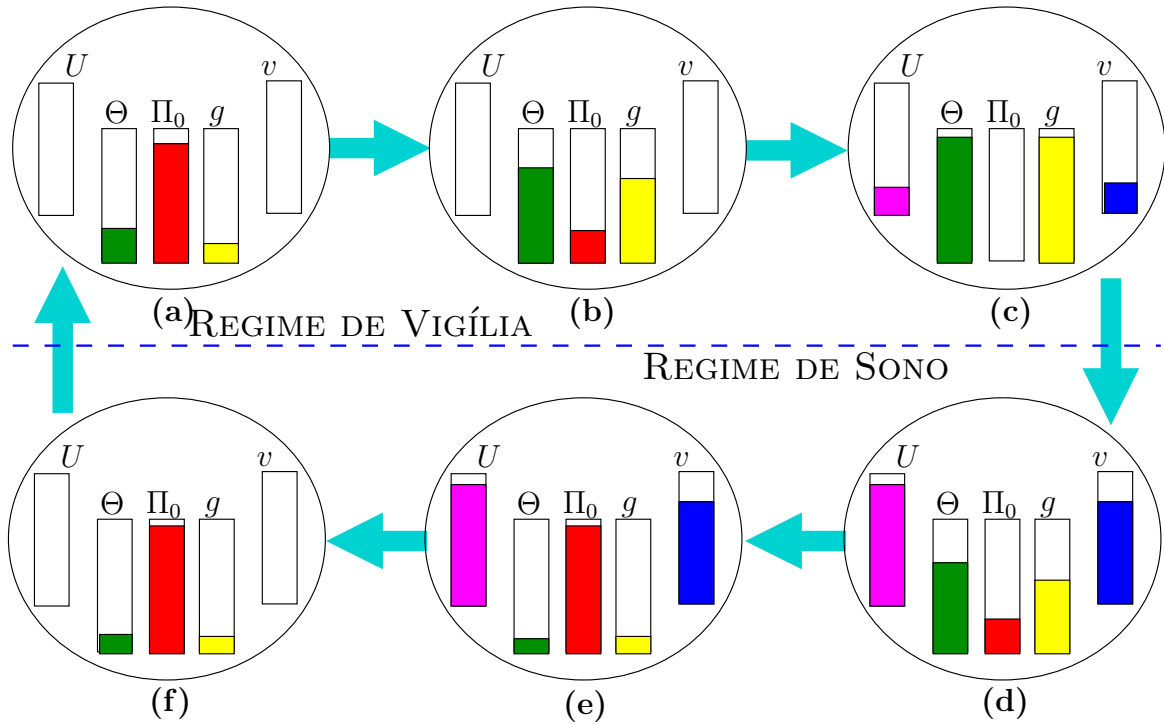 U v
Θ Π₀ g
U v
Θ Π₀ g
U v
Θ Π₀ g
(a)
(b)
(c)
REGIME DE VIGÍLIA
REGIME DE SONO
U v
Θ Π₀ g
U v
Θ Π₀ g
U v
Θ Π₀ g
(f)
(e)
(d)